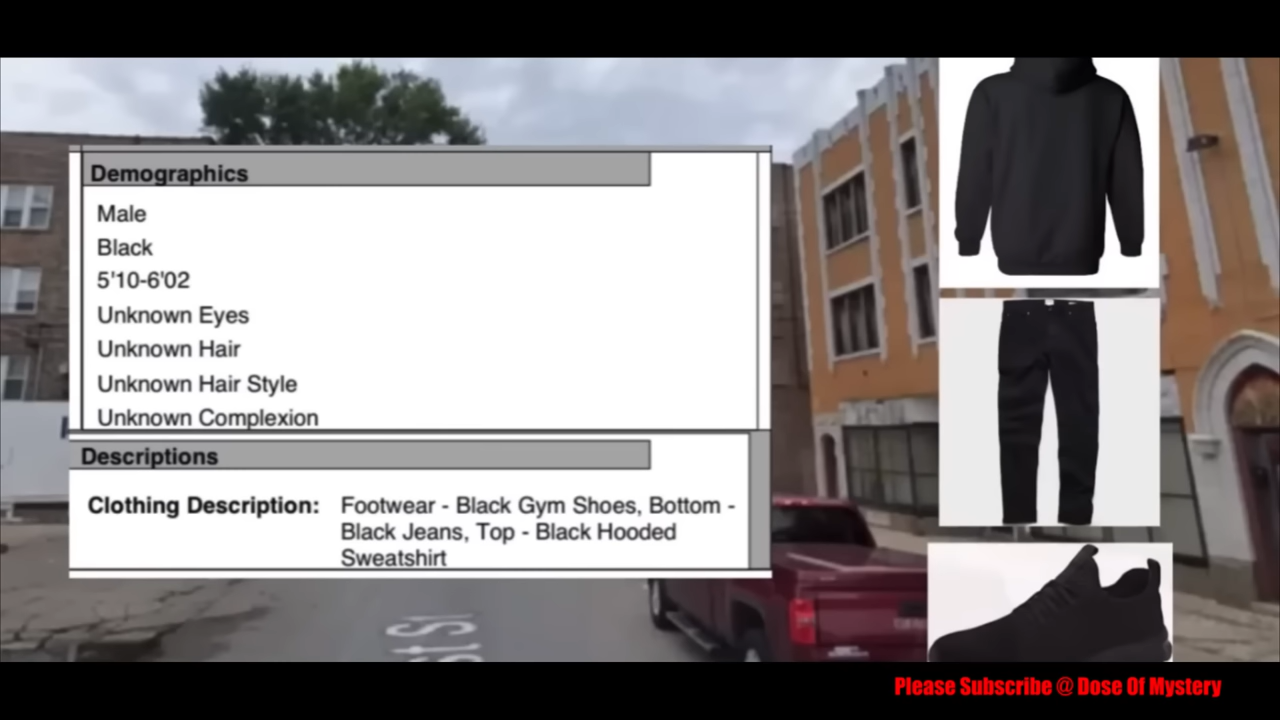 Demographics
Male
Black
5'10-6'02
Unknown Eyes
Unknown Hair
Unknown Hair Style
Unknown Complexion
Descriptions
Clothing Description: Footwear - Black Gym Shoes, Bottom -
Black Jeans, Top - Black Hooded
Sweatshirt
Please Subscribe @ Dose Of Mystery